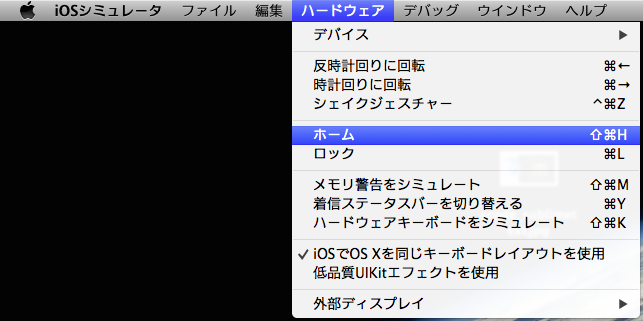 iOSシミュレータ ファイル 編集 ハードウェア デバッグ ウインドウ ヘルプ
デバイス ▶
反時計回りに回転 ⌘←
時計回りに回転 ⌘→
シェイクジェスチャー ^⌘Z
ホーム ⇧⌘H
ロック ⌘L
メモリ警告をシミュレート ⇧⌘M
着信ステータスバーを切り替える ⌘Y
ハードウェアキーボードをシミュレート ⇧⌘K
✓ iOSでOS Xを同じキーボードレイアウトを使用
低品質UIKitエフェクトを使用
外部ディスプレイ ▶